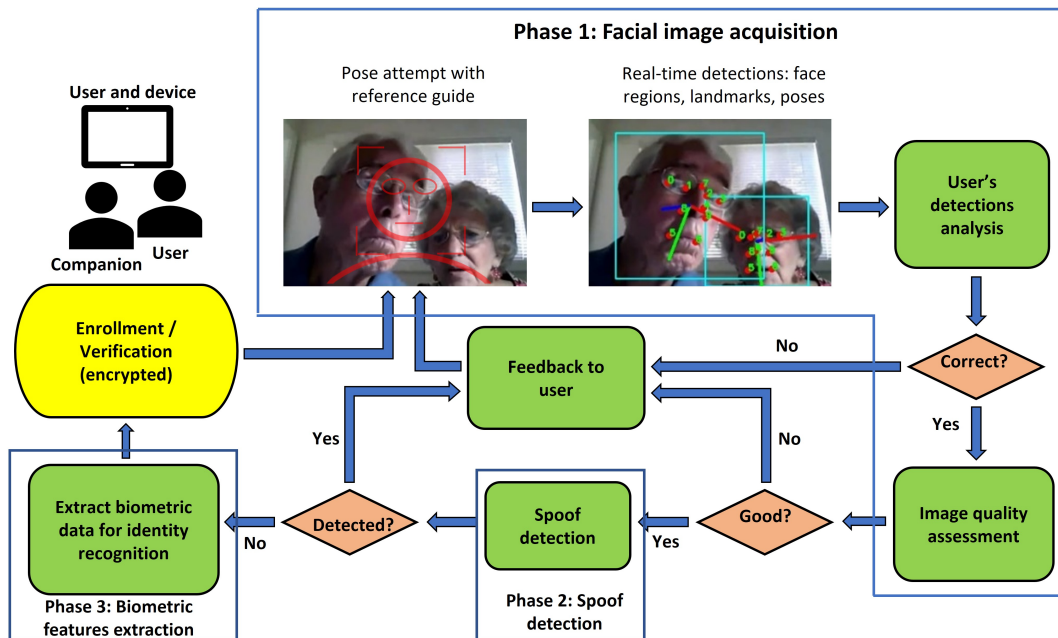 Phase 1: Facial image acquisition
Pose attempt with
reference guide
Real-time detections: face
regions, landmarks, poses
User and device
Companion
User
User's
detections
analysis
Enrollment /
Verification
(encrypted)
Feedback to
user
No
Correct?
Yes
No
Yes
Extract biometric
data for identity
recognition
No
Detected?
Spoof
detection
Yes
Good?
Image quality
assessment
Phase 3: Biometric
features extraction
Phase 2: Spoof
detection